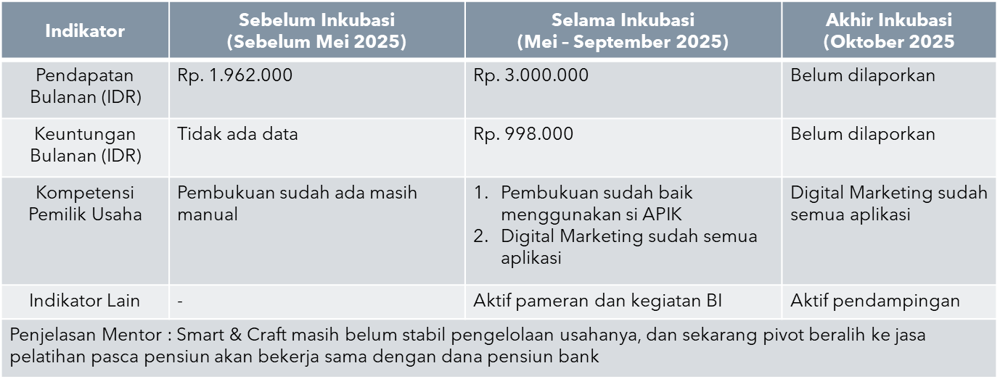 Indikator
Sebelum Inkubasi
(Sebelum Mei 2025)
Selama Inkubasi
(Mei – September 2025)
Akhir Inkubasi
(Oktober 2025
Pendapatan
Bulanan (IDR)
Rp. 1.962.000
Rp. 3.000.000
Belum dilaporkan
Keuntungan
Bulanan (IDR)
Tidak ada data
Rp. 998.000
Belum dilaporkan
Kompetensi
Pemilik Usaha
Pembukuan sudah ada masih
manual
1. Pembukuan sudah baik
menggunakan si APIK
2. Digital Marketing sudah semua
aplikasi
Digital Marketing sudah
semua aplikasi
Indikator Lain
-
Aktif pameran dan kegiatan BI
Aktif pendampingan
Penjelasan Mentor : Smart & Craft masih belum stabil pengelolaan usahanya, dan sekarang pivot beralih ke jasa
pelatihan pasca pensiun akan bekerja sama dengan dana pensiun bank